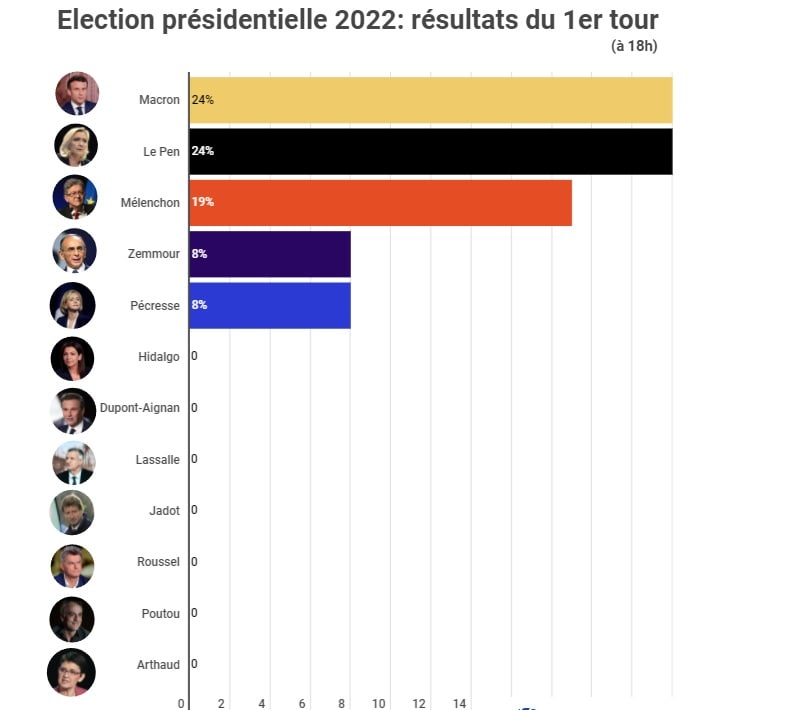 Election présidentielle 2022: résultats du 1er tour
(à 18h)
Macron 24%
Le Pen 24%
Mélenchon 19%
Zemmour 8%
Pécresse 8%
Hidalgo 0
Dupont-Aignan 0
Lassalle 0
Jadot 0
Roussel 0
Poutou 0
Arthaud 0
0 2 4 6 8 10 12 14